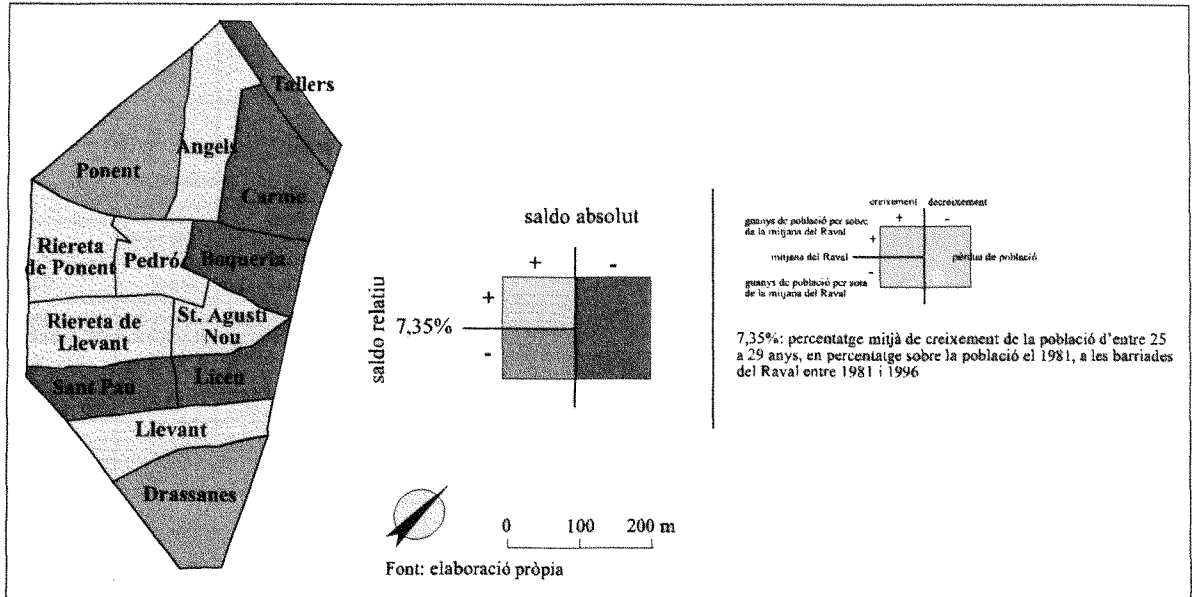 Tallers
Angels
Ponent
Carme
Riereta
de Ponent
Pedró
Boqueria
Riereta de
Llevant
St. Agustí
Nou
Sant Pau
Liceu
Llevant
Drassanes
saldo absolut
+ -
saldo relatiu
+
7,35%
-
creixement decreixement
+ -
guanys de població per sobre
de la mitjana del Raval
+
mitjana del Raval
pèrdua de població
-
guanys de població per sota
de la mitjana del Raval
7,35%: percentatge mitjà de creixement de la població d'entre 25
a 29 anys, en percentatge sobre la població el 1981, a les barriades
del Raval entre 1981 i 1996
0 100 200 m
Font: elaboració pròpia